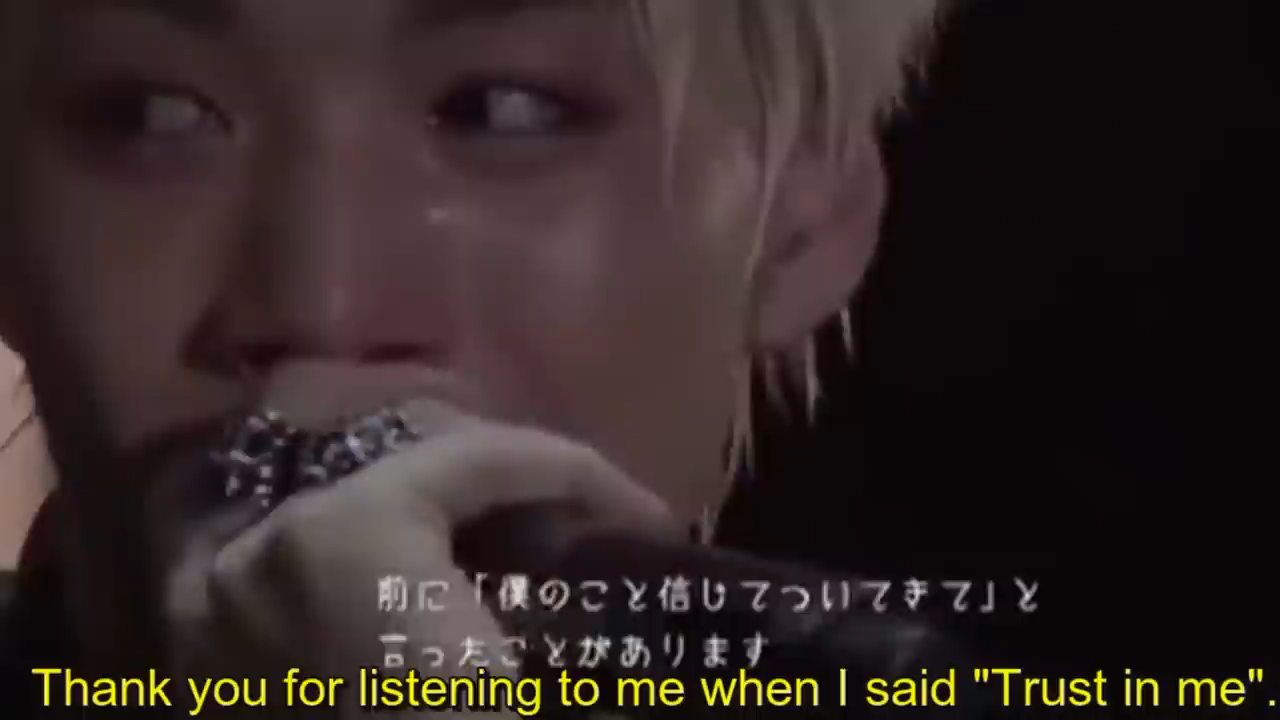 前に「僕のこと信じてついてきて」と
言ったことがあります
Thank you for listening to me when I said "Trust in me".